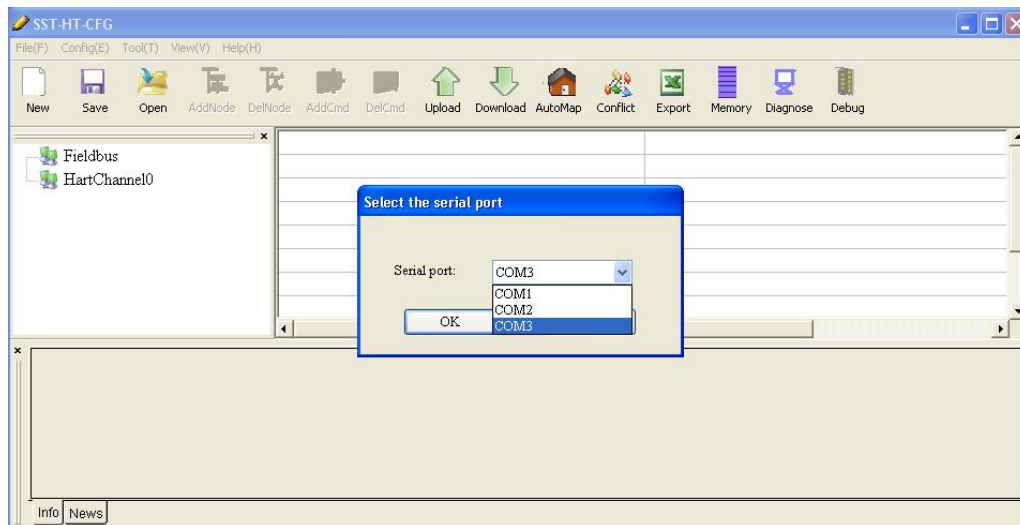 SST-HT-CFG
File(F) Config(E) Tool(T) View(V) Help(H)
New Save Open AddNode DelNode AddCmd DelCmd Upload Download AutoMap Conflict Export Memory Diagnose Debug
Fieldbus
HartChannel0
Select the serial port
Serial port: COM3
COM1
COM2
OK COM3
Info News